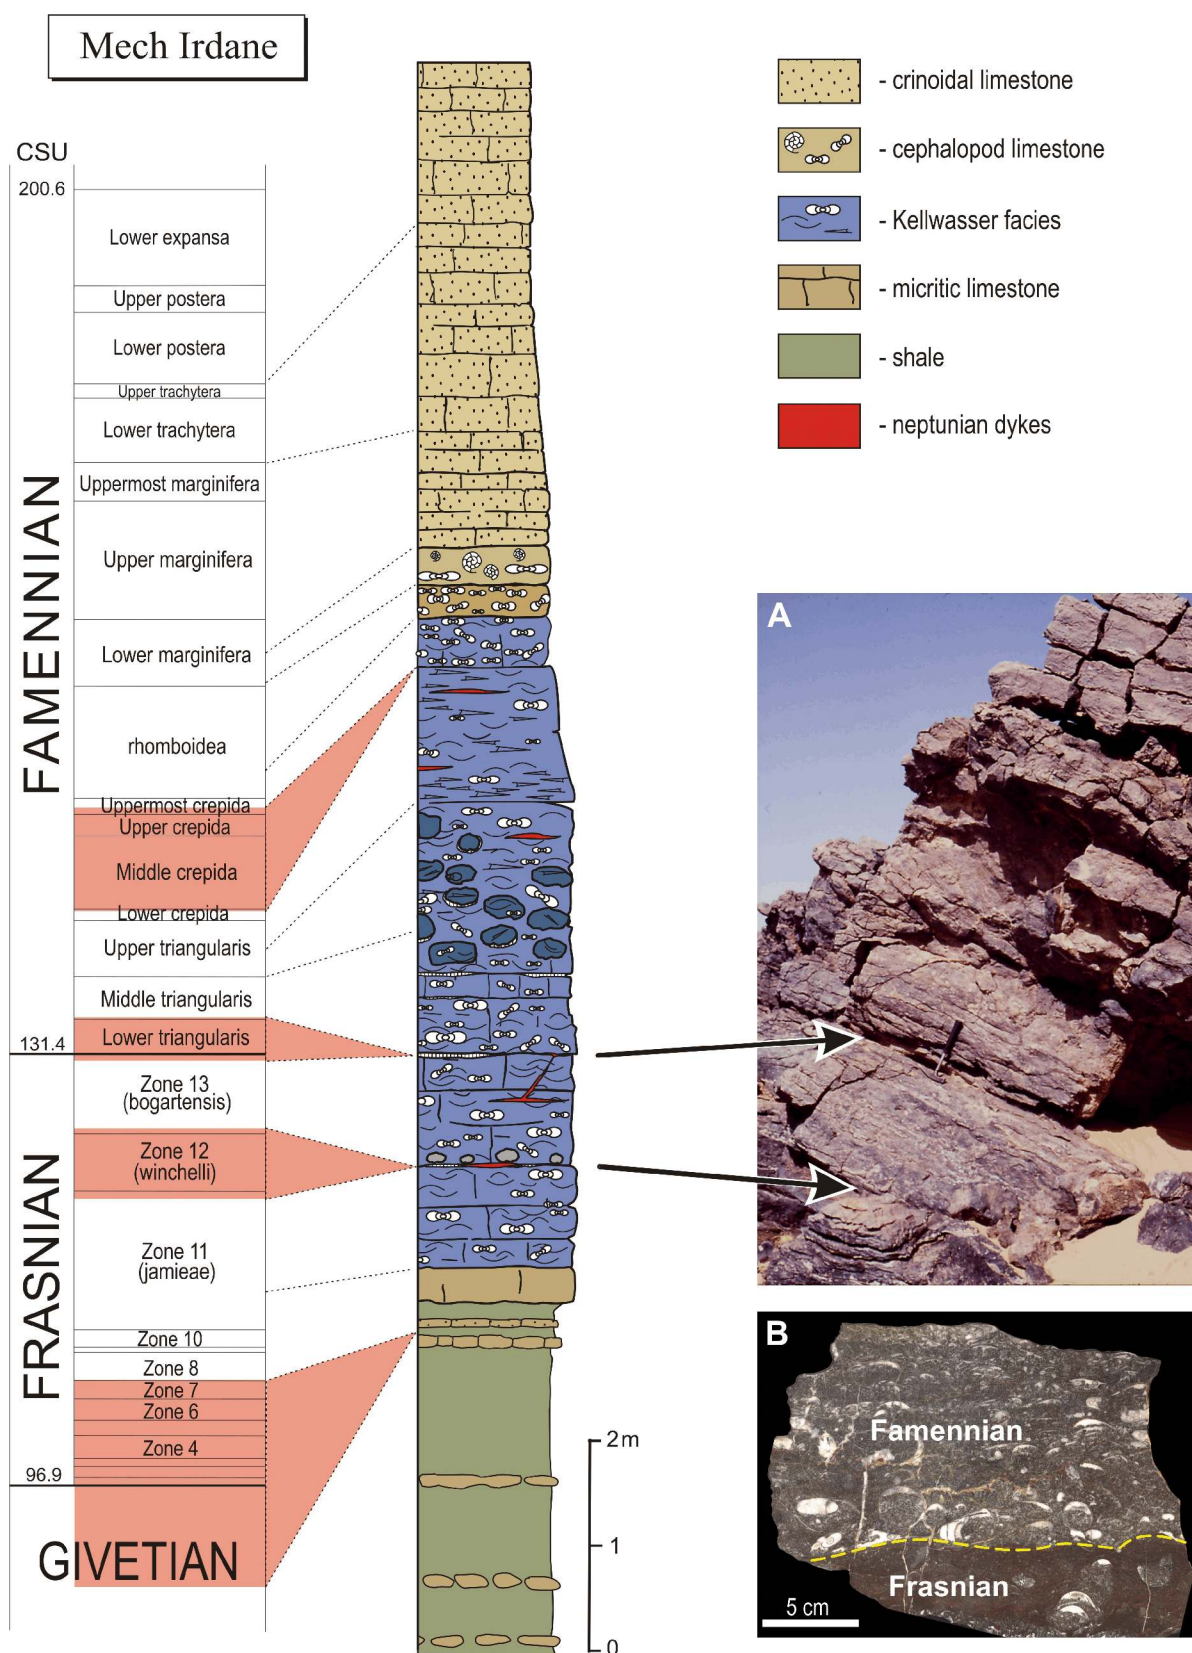 Mech Irdane
CSU
200.6
Lower expansa
Upper postera
Lower postera
Upper trachytera
Lower trachytera
Uppermost marginifera
Upper marginifera
Lower marginifera
rhomboidea
Uppermost crepida
Upper crepida
Middle crepida
Lower crepida
Upper triangularis
Middle triangularis
Lower triangularis
131.4
Zone 13
(bogartensis)
Zone 12
(winchelli)
Zone 11
(jamieae)
Zone 10
Zone 8
Zone 7
Zone 6
Zone 4
96.9
FAMENNIAN
FRASNIAN
GIVETIAN
2m
1
0
- crinoidal limestone
- cephalopod limestone
- Kellwasser facies
- micritic limestone
- shale
- neptunian dykes
A
B
Famennian
Frasnian
5 cm